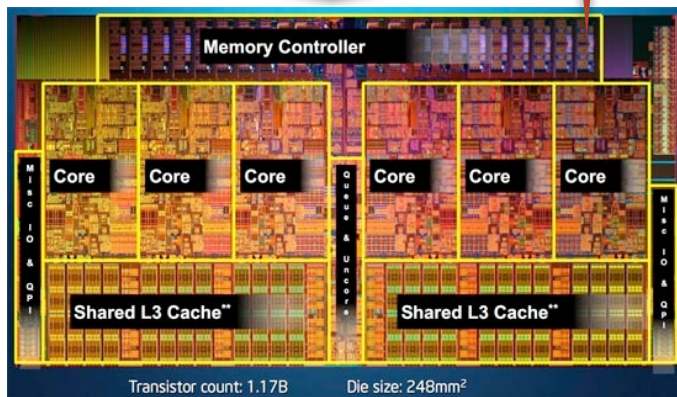 Memory Controller
Core
Core
Core
Core
Core
Core
Misc IO & QPI
Queue & Uncore
Misc IO & QPI
Shared L3 Cache**
Shared L3 Cache**
Transistor count: 1.17B
Die size: 248mm²